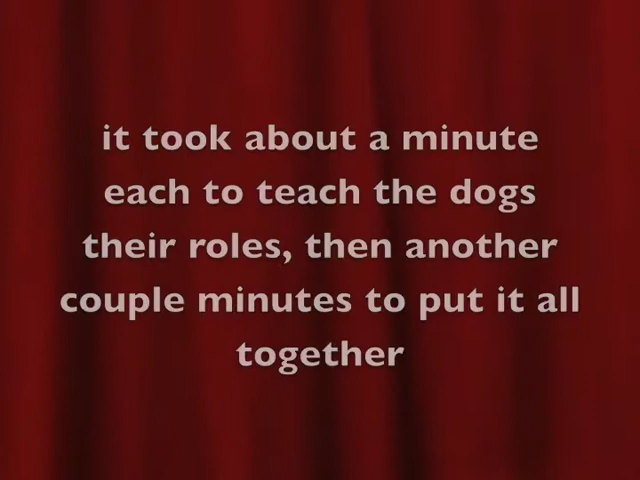 it took about a minute
each to teach the dogs
their roles, then another
couple minutes to put it all
together